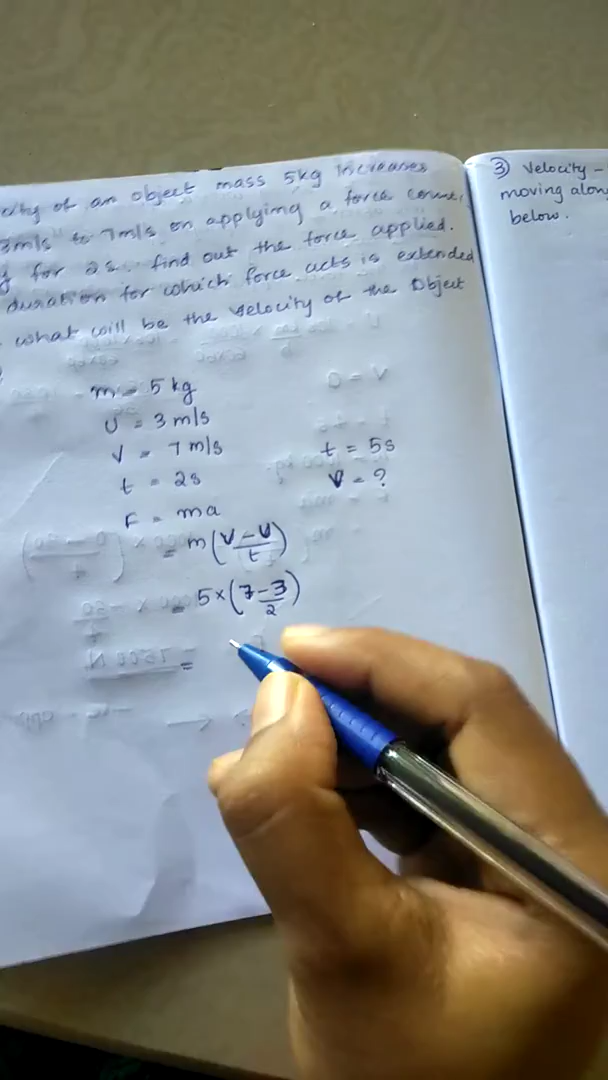 of an object mass 5kg increases
3m/s to 7m/s on applying a force
for 2s. find out the force applied.
duration for which force acts is extended
what will be the velocity of the Object
m = 5 kg
U = 3 m/s
V = 7 m/s
t = 2s
t = 5s
V = ?
F = ma
= m(V-U/t)
= 5×(7-3/2)
=
③ Velocity -
moving along
below.